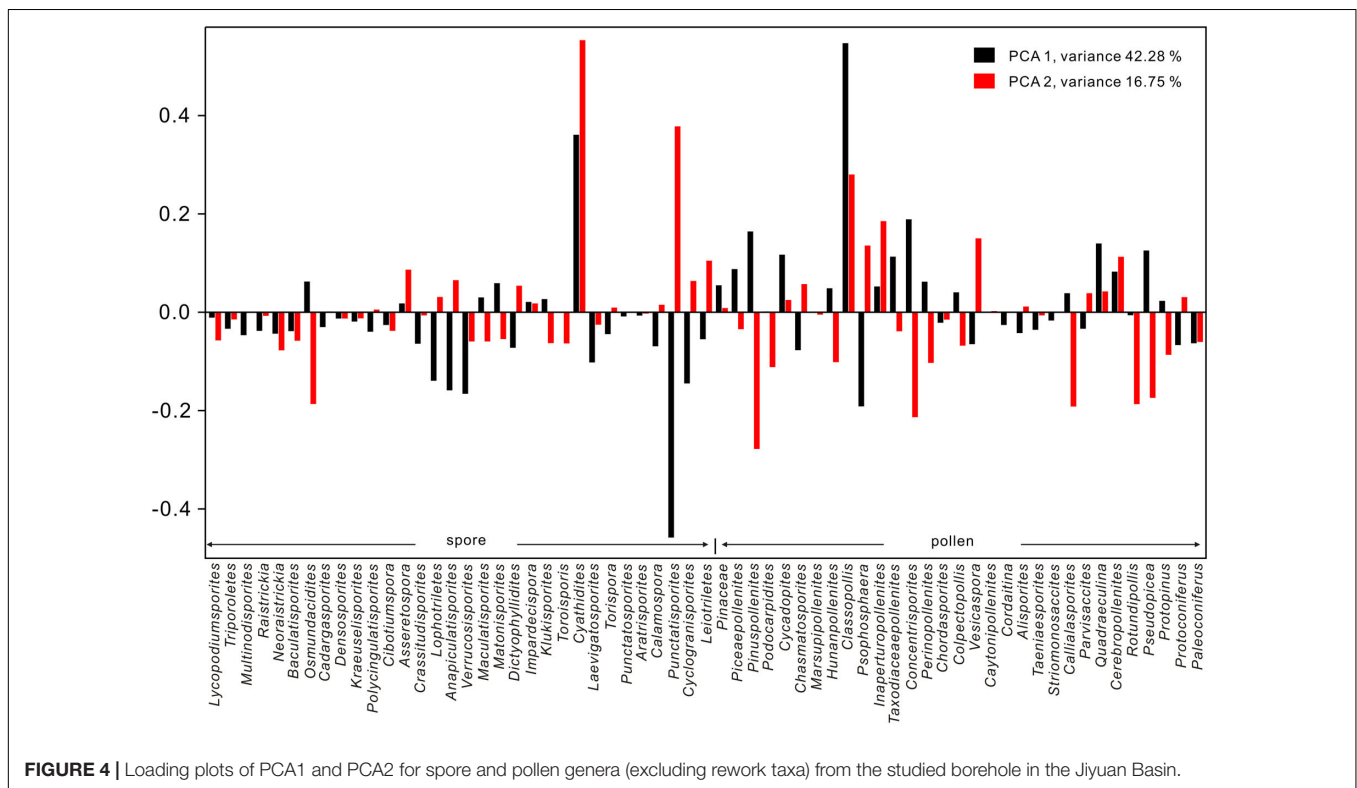 PCA 1, variance 42.28 %
PCA 2, variance 16.75 %
0.4
0.2
0.0
-0.2
-0.4
spore
pollen
Lycopodiumsporites
Triporoletes
Multinodisporites
Raistrickia
Neoraistrickia
Baculatisporites
Osmundacidites
Cadargasporites
Densosporites
Kraeuselisporites
Polycingulatisporites
Cibotiumspora
Asseretospora
Crassitudisporites
Lophotriletes
Anapiculatisporites
Verrucosisporites
Maculatisporites
Matonisporites
Dictyophyllidites
Impardecispora
Klukisporites
Toroisporis
Cyathidites
Laevigatosporites
Torispora
Punctatosporites
Aratrisporites
Calamospora
Punctatisporites
Cyclogranisporites
Leiotriletes
Pinaceae
Piceaepollenites
Pinuspollenites
Podocarpidites
Cycadopites
Chasmatosporites
Marsupipollenites
Hunanpollenites
Classopollis
Psophosphaera
Inaperturopollenites
Taxodiaceaepollenites
Concentrisporites
Perinopollenites
Chordasporites
Colpectopollis
Vesicaspora
Caytonipollenites
Cordaitina
Alisporites
Taeniaesporites
Striomonosaccites
Callialasporites
Parvisaccites
Quadraeculina
Cerebropollenites
Rotundipollis
Pseudopicea
Protopinus
Protoconiferus
Paleoconiferus
FIGURE 4 | Loading plots of PCA1 and PCA2 for spore and pollen genera (excluding rework taxa) from the studied borehole in the Jiyuan Basin.